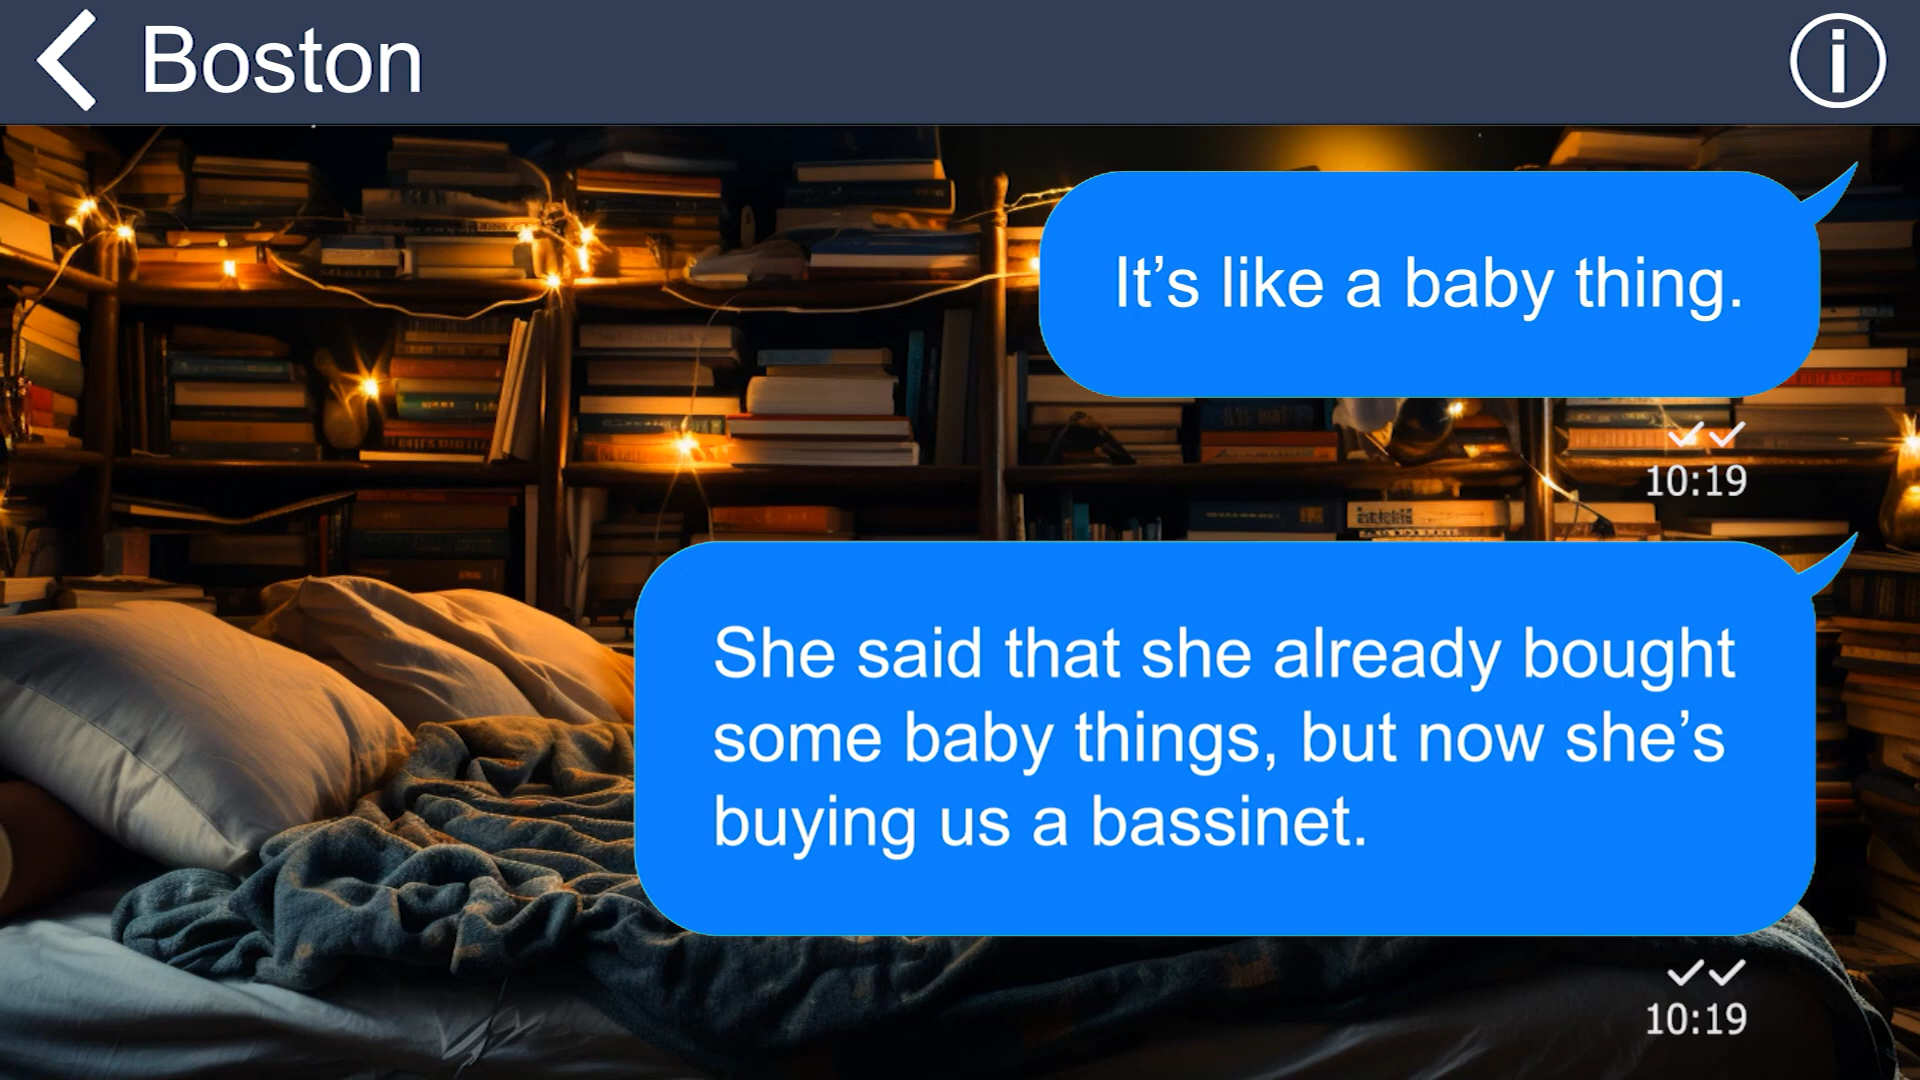 Boston
It’s like a baby thing.
10:19
She said that she already bought
some baby things, but now she’s
buying us a bassinet.
10:19